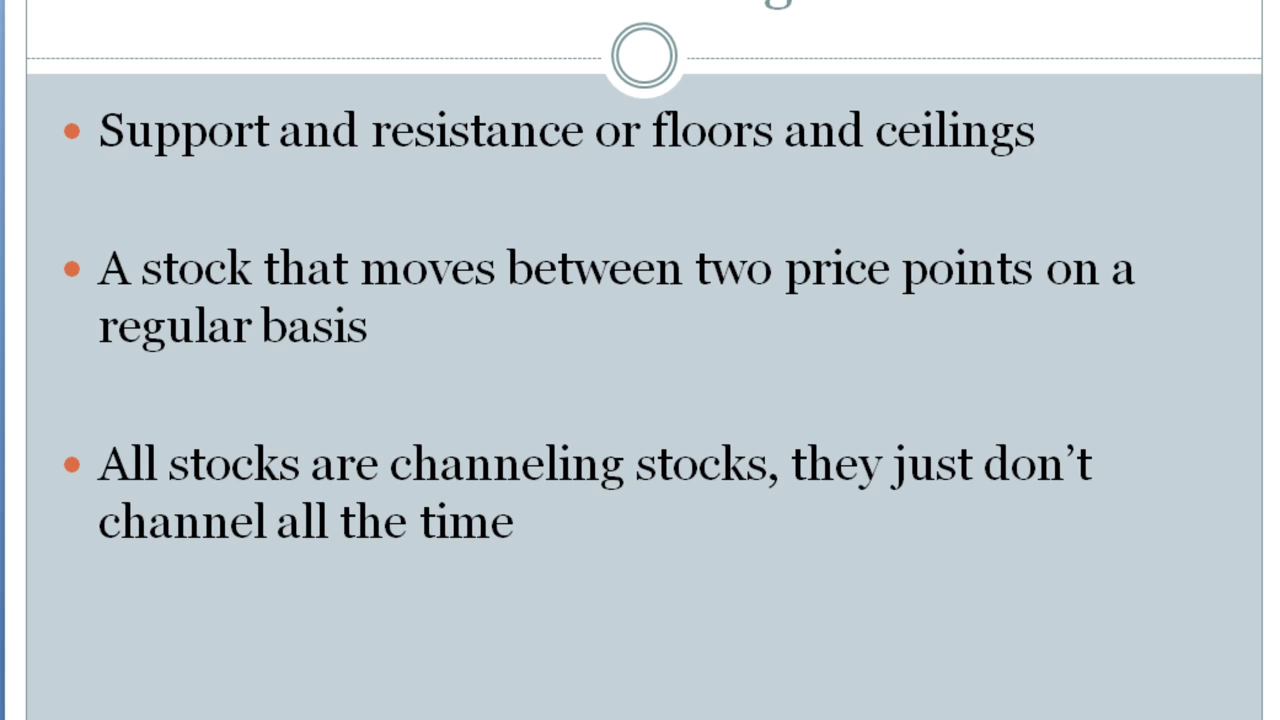 Support and resistance or floors and ceilings
A stock that moves between two price points on a
regular basis
All stocks are channeling stocks, they just don’t
channel all the time